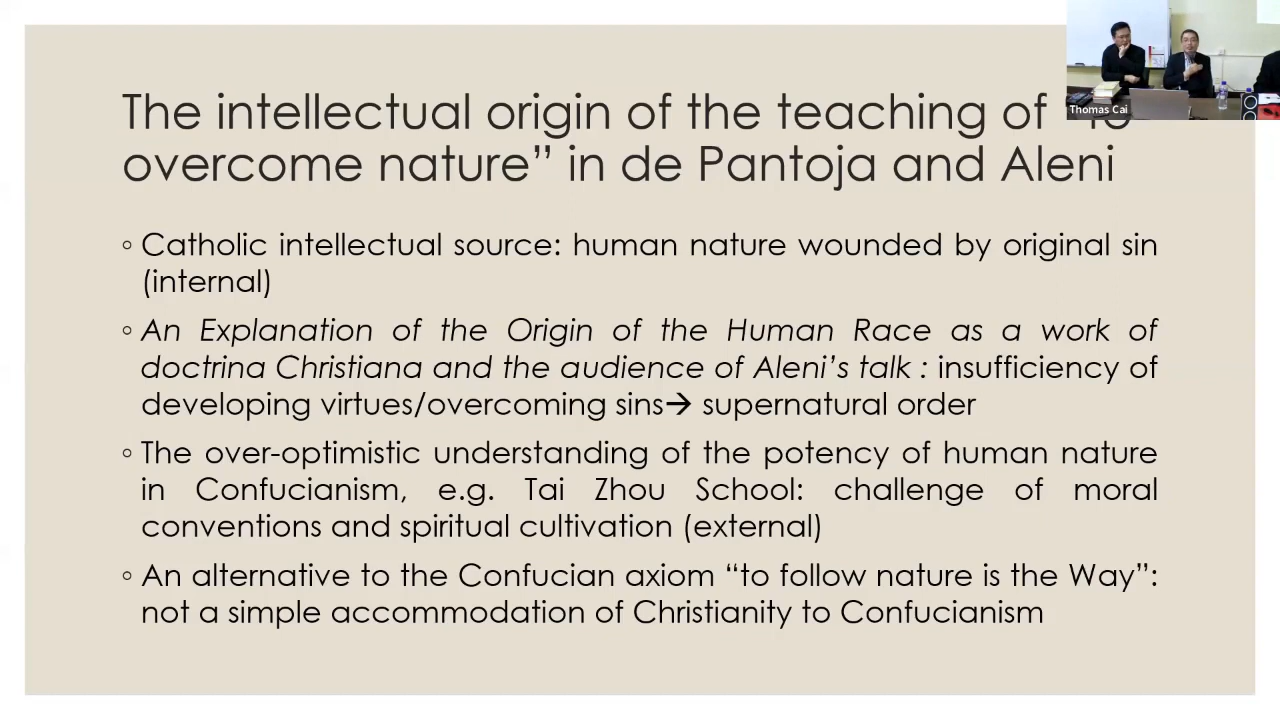 The intellectual origin of the teaching of "to
overcome nature" in de Pantoja and Aleni
Thomas Cai
◦ Catholic intellectual source: human nature wounded by original sin
(internal)
◦ An Explanation of the Origin of the Human Race as a work of
doctrina Christiana and the audience of Aleni's talk : insufficiency of
developing virtues/overcoming sins→ supernatural order
◦ The over-optimistic understanding of the potency of human nature
in Confucianism, e.g. Tai Zhou School: challenge of moral
conventions and spiritual cultivation (external)
◦ An alternative to the Confucian axiom “to follow nature is the Way”:
not a simple accommodation of Christianity to Confucianism